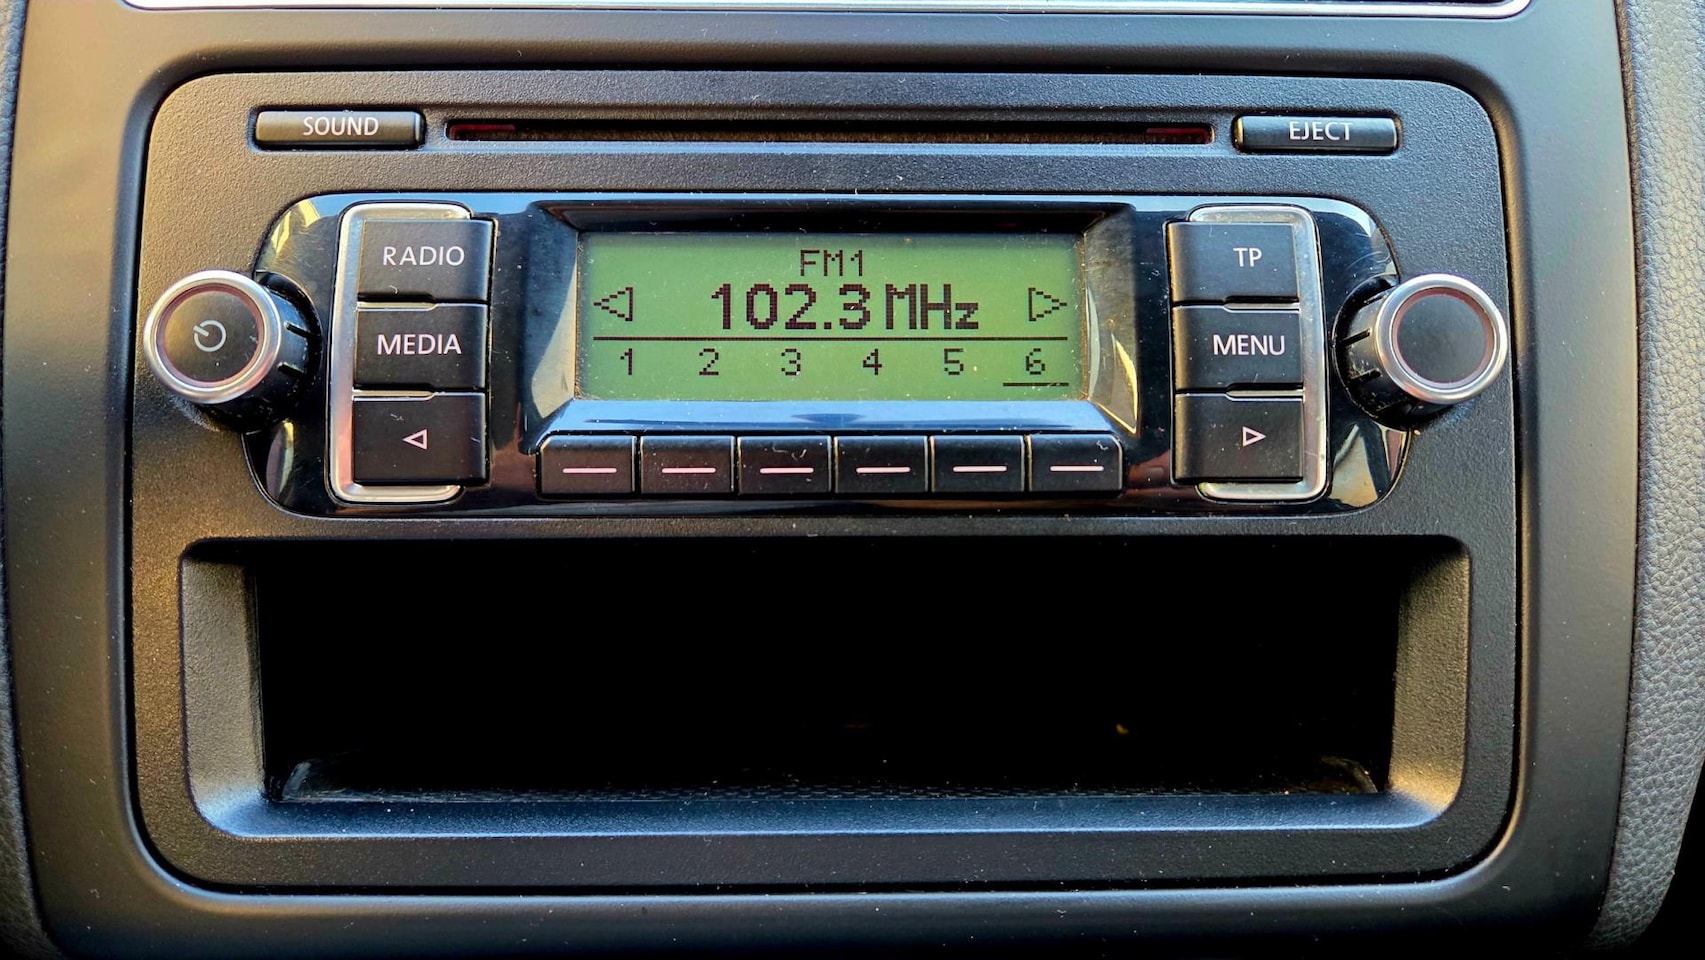 SOUND
EJECT
RADIO
MEDIA
FM1
102.3 MHz
1 2 3 4 5 6
TP
MENU